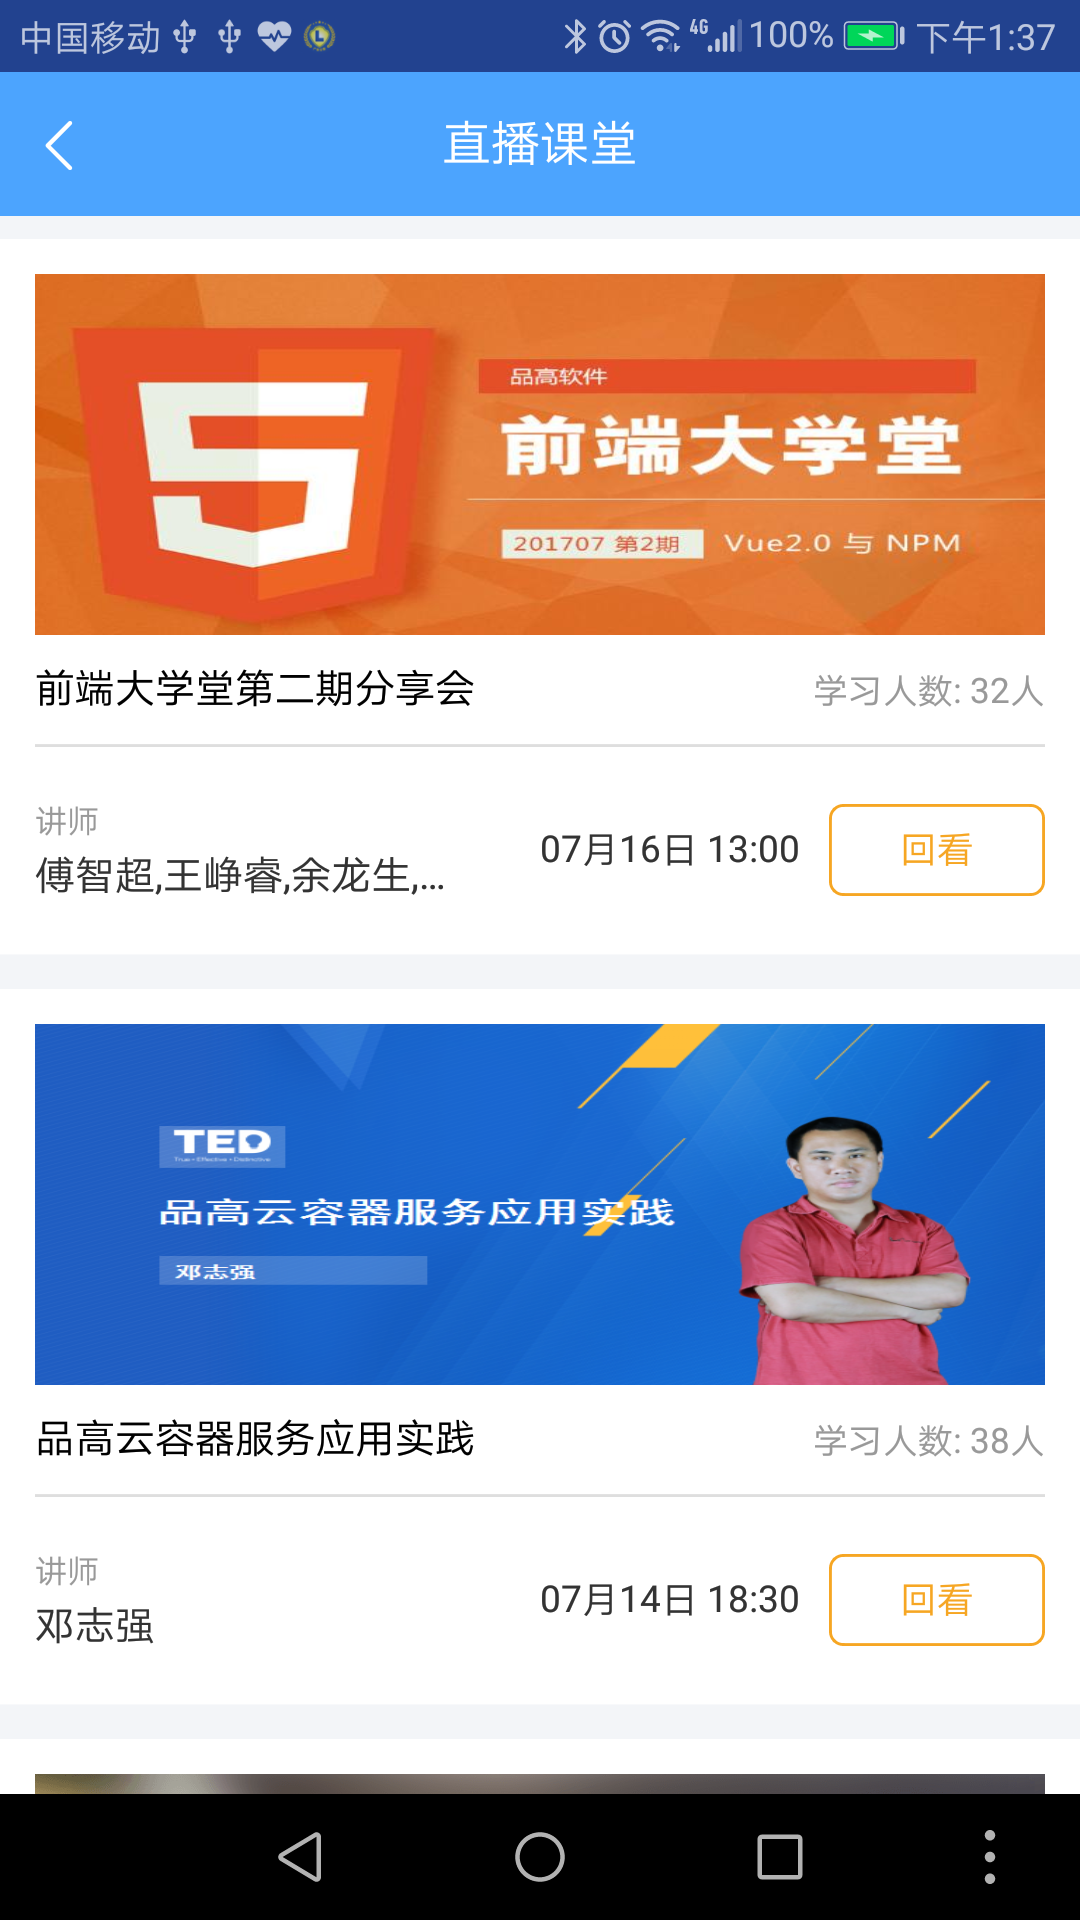 中国移动 4G 100% 下午1:37
直播课堂
品高软件
前端大学堂
201707 第2期 Vue2.0 与 NPM
前端大学堂第二期分享会 学习人数: 32人
讲师
傅智超,王峥睿,余龙生,... 07月16日 13:00 回看
TED
True • Effective • Distinctive
品高云容器服务应用实践
邓志强
品高云容器服务应用实践 学习人数: 38人
讲师
邓志强 07月14日 18:30 回看